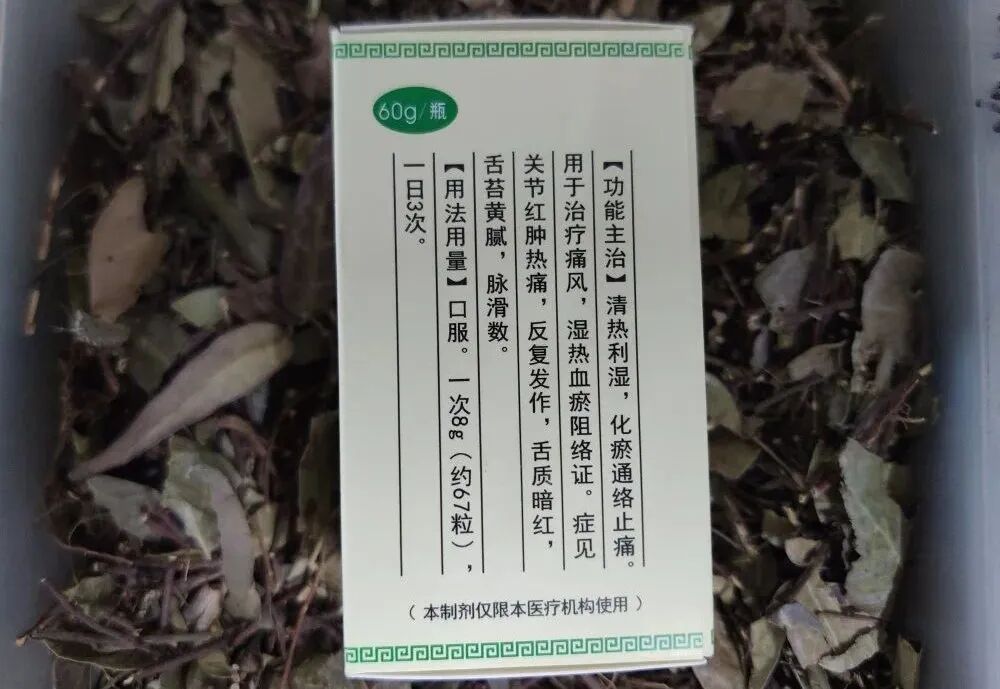 60g/瓶
【功能主治】清热利湿，化瘀通络止痛。
用于治疗痛风，湿热血瘀阻络证。症见
关节红肿热痛，反复发作，舌质暗红，
舌苔黄腻，脉滑数。
【用法用量】口服。一次8g（约67粒），
一日3次。
（本制剂仅限本医疗机构使用）